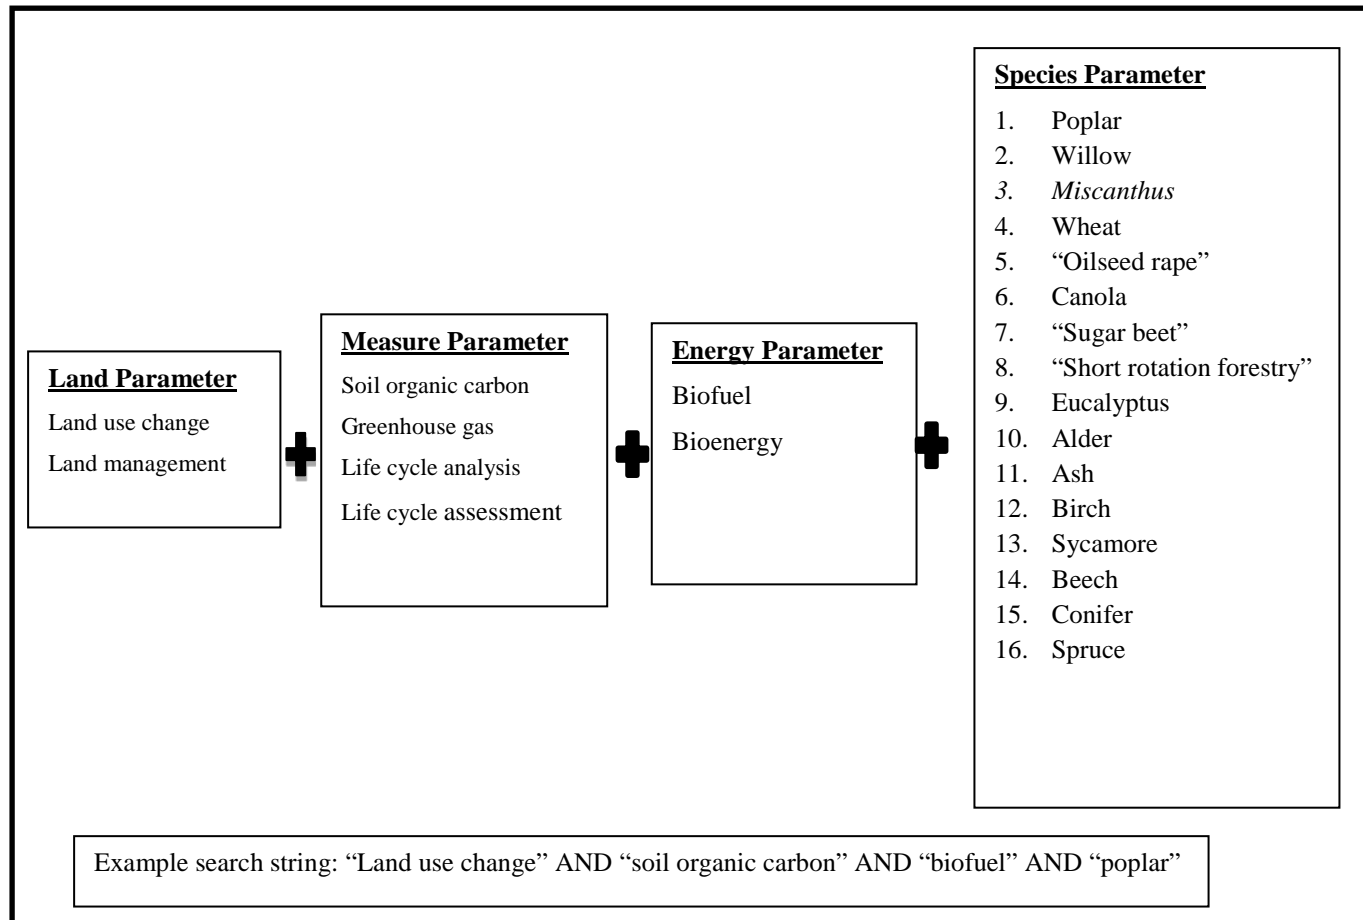 Land Parameter
Land use change
Land management
Measure Parameter
Soil organic carbon
Greenhouse gas
Life cycle analysis
Life cycle assessment
Energy Parameter
Biofuel
Bioenergy
Species Parameter
1. Poplar
2. Willow
3. Miscanthus
4. Wheat
5. “Oilseed rape”
6. Canola
7. “Sugar beet”
8. “Short rotation forestry”
9. Eucalyptus
10. Alder
11. Ash
12. Birch
13. Sycamore
14. Beech
15. Conifer
16. Spruce
Example search string: “Land use change” AND “soil organic carbon” AND “biofuel” AND “poplar”